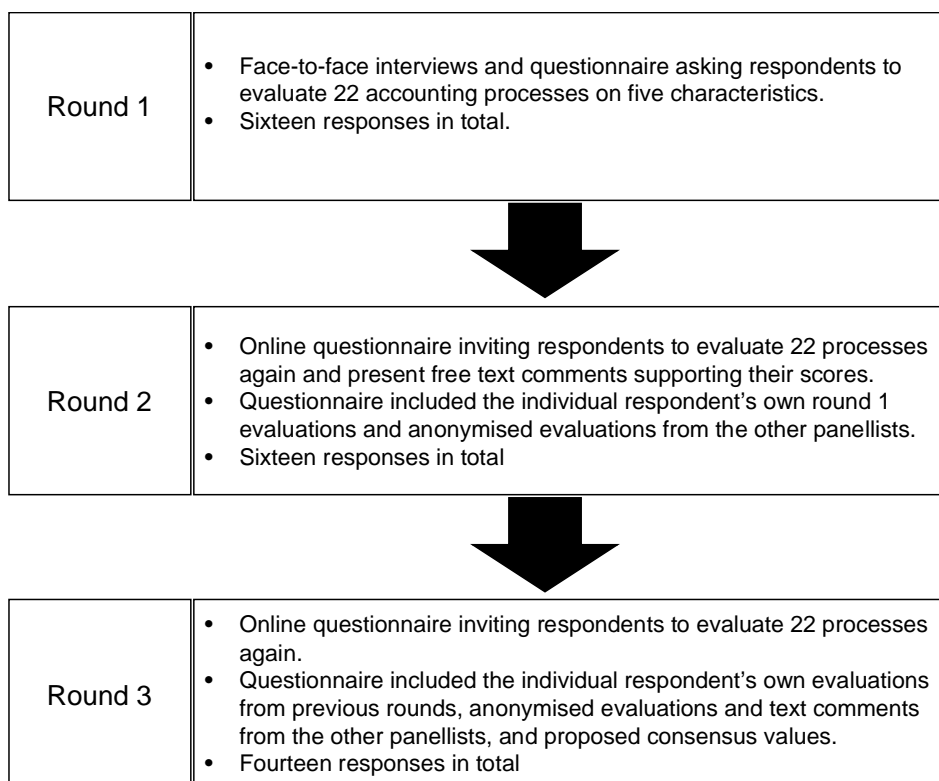 Round 1
• Face-to-face interviews and questionnaire asking respondents to
evaluate 22 accounting processes on five characteristics.
• Sixteen responses in total.
Round 2
• Online questionnaire inviting respondents to evaluate 22 processes
again and present free text comments supporting their scores.
• Questionnaire included the individual respondent’s own round 1
evaluations and anonymised evaluations from the other panellists.
• Sixteen responses in total
Round 3
• Online questionnaire inviting respondents to evaluate 22 processes
again.
• Questionnaire included the individual respondent’s own evaluations
from previous rounds, anonymised evaluations and text comments
from the other panellists, and proposed consensus values.
• Fourteen responses in total